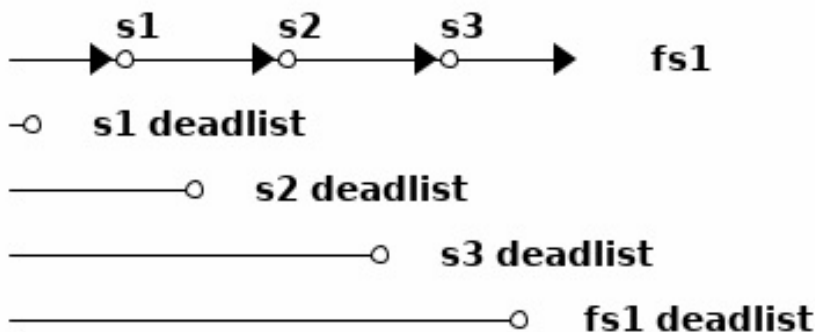 s1 s2 s3
fs1
s1 deadlist
s2 deadlist
s3 deadlist
fs1 deadlist